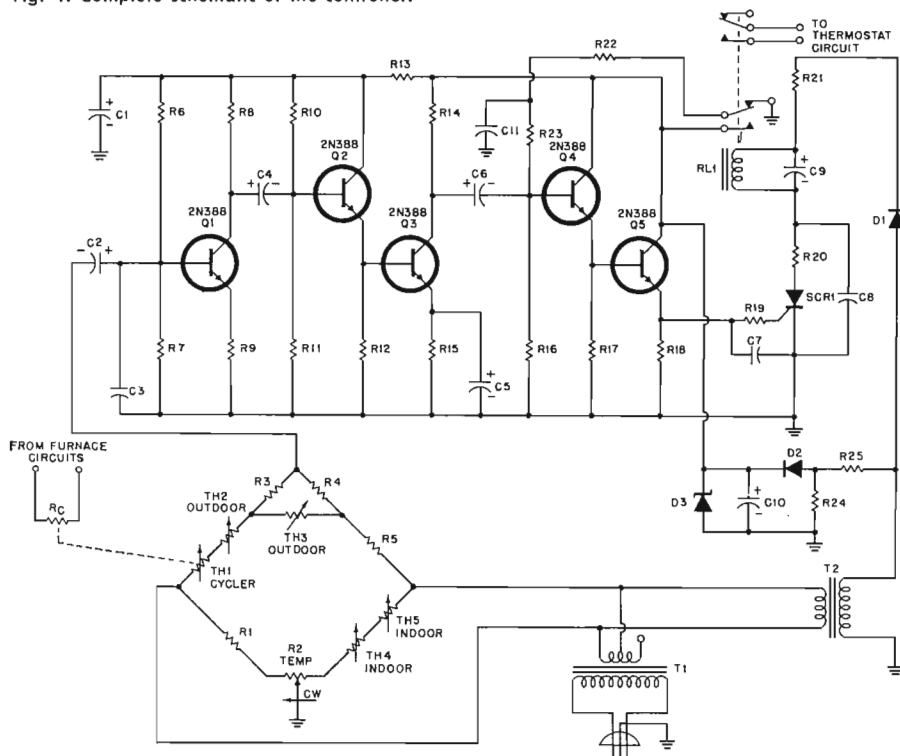 Fig. 1. Complete schematic of the controller.
TO
THERMOSTAT
CIRCUIT
R22
R13
R21
C1
R6
R8
R10
R14
C11
R23
2N388
Q2
2N388
Q4
RL1
C9
C4
C6
D1
2N388
Q1
2N388
Q3
2N388
Q5
C2
R20
SCR1
C8
R19
C7
R7
R9
R11
R12
R15
R16
R17
R18
C3
C5
FROM FURNACE
CIRCUITS
RC
R3
R4
TH2
OUTDOOR
TH3
OUTDOOR
R5
D2
R25
D3
C10
R24
TH1
CYCLER
T2
R1
R2
TEMP
TH5
INDOOR
TH4
INDOOR
CW
T1